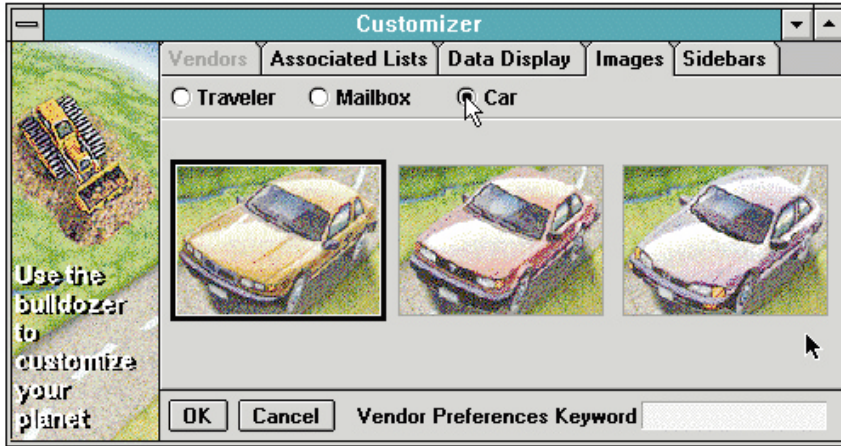 Customizer
Vendors Associated Lists Data Display Images Sidebars
Traveler Mailbox Car
Use the
bulldozer
to
customize
your
planet
OK Cancel Vendor Preferences Keyword